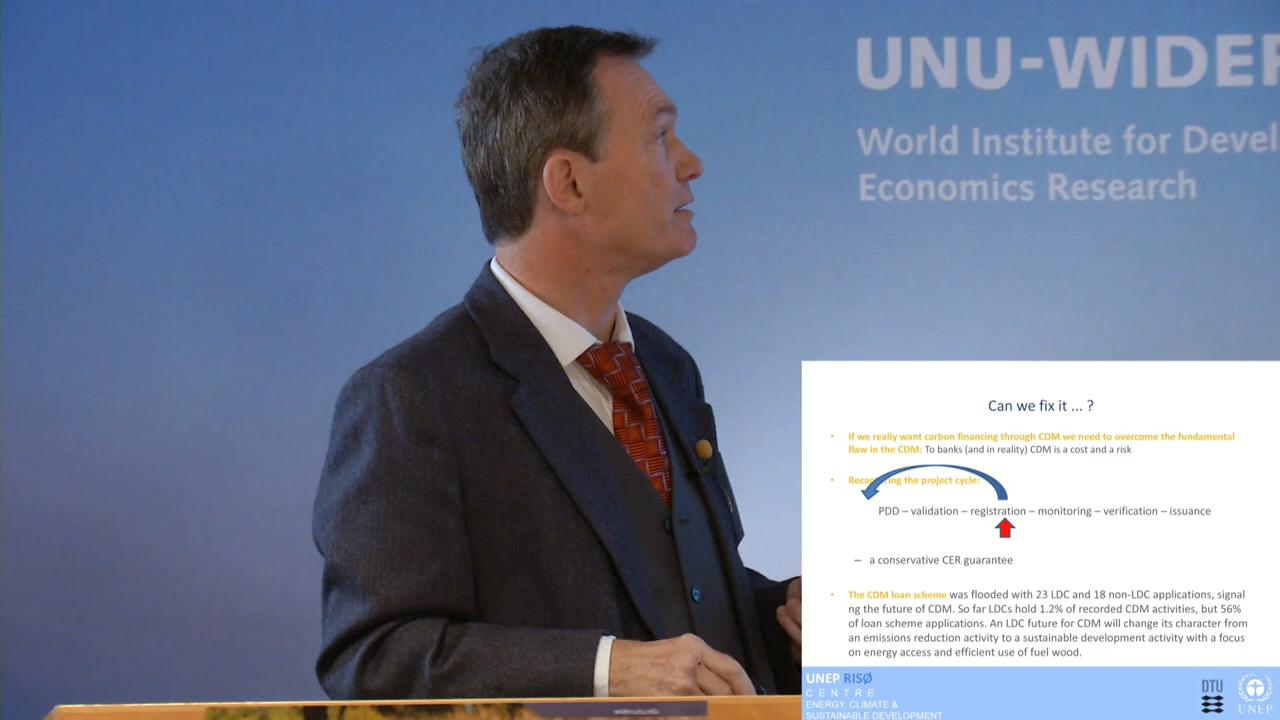 UNU-WIDER
World Institute for Devel
Economics Research
Can we fix it ... ?
• If we really want carbon financing through CDM we need to overcome the fundamental
flaw in the CDM: To banks (and in reality) CDM is a cost and a risk
• the project cycle:
PDD – validation – registration – monitoring – verification – issuance
– a conservative CER guarantee
• The CDM loan scheme was flooded with 23 LDC and 18 non-LDC applications, signal
ng the future of CDM. So far LDCs hold 1.2% of recorded CDM activities, but 56%
of loan scheme applications. An LDC future for CDM will change its character from
an emissions reduction activity to a sustainable development activity with a focus
on energy access and efficient use of fuel wood.
UNEP RISØ
CENTRE
ENERGY, CLIMATE &
SUSTAINABLE DEVELOPMENT
DTU
UNEP